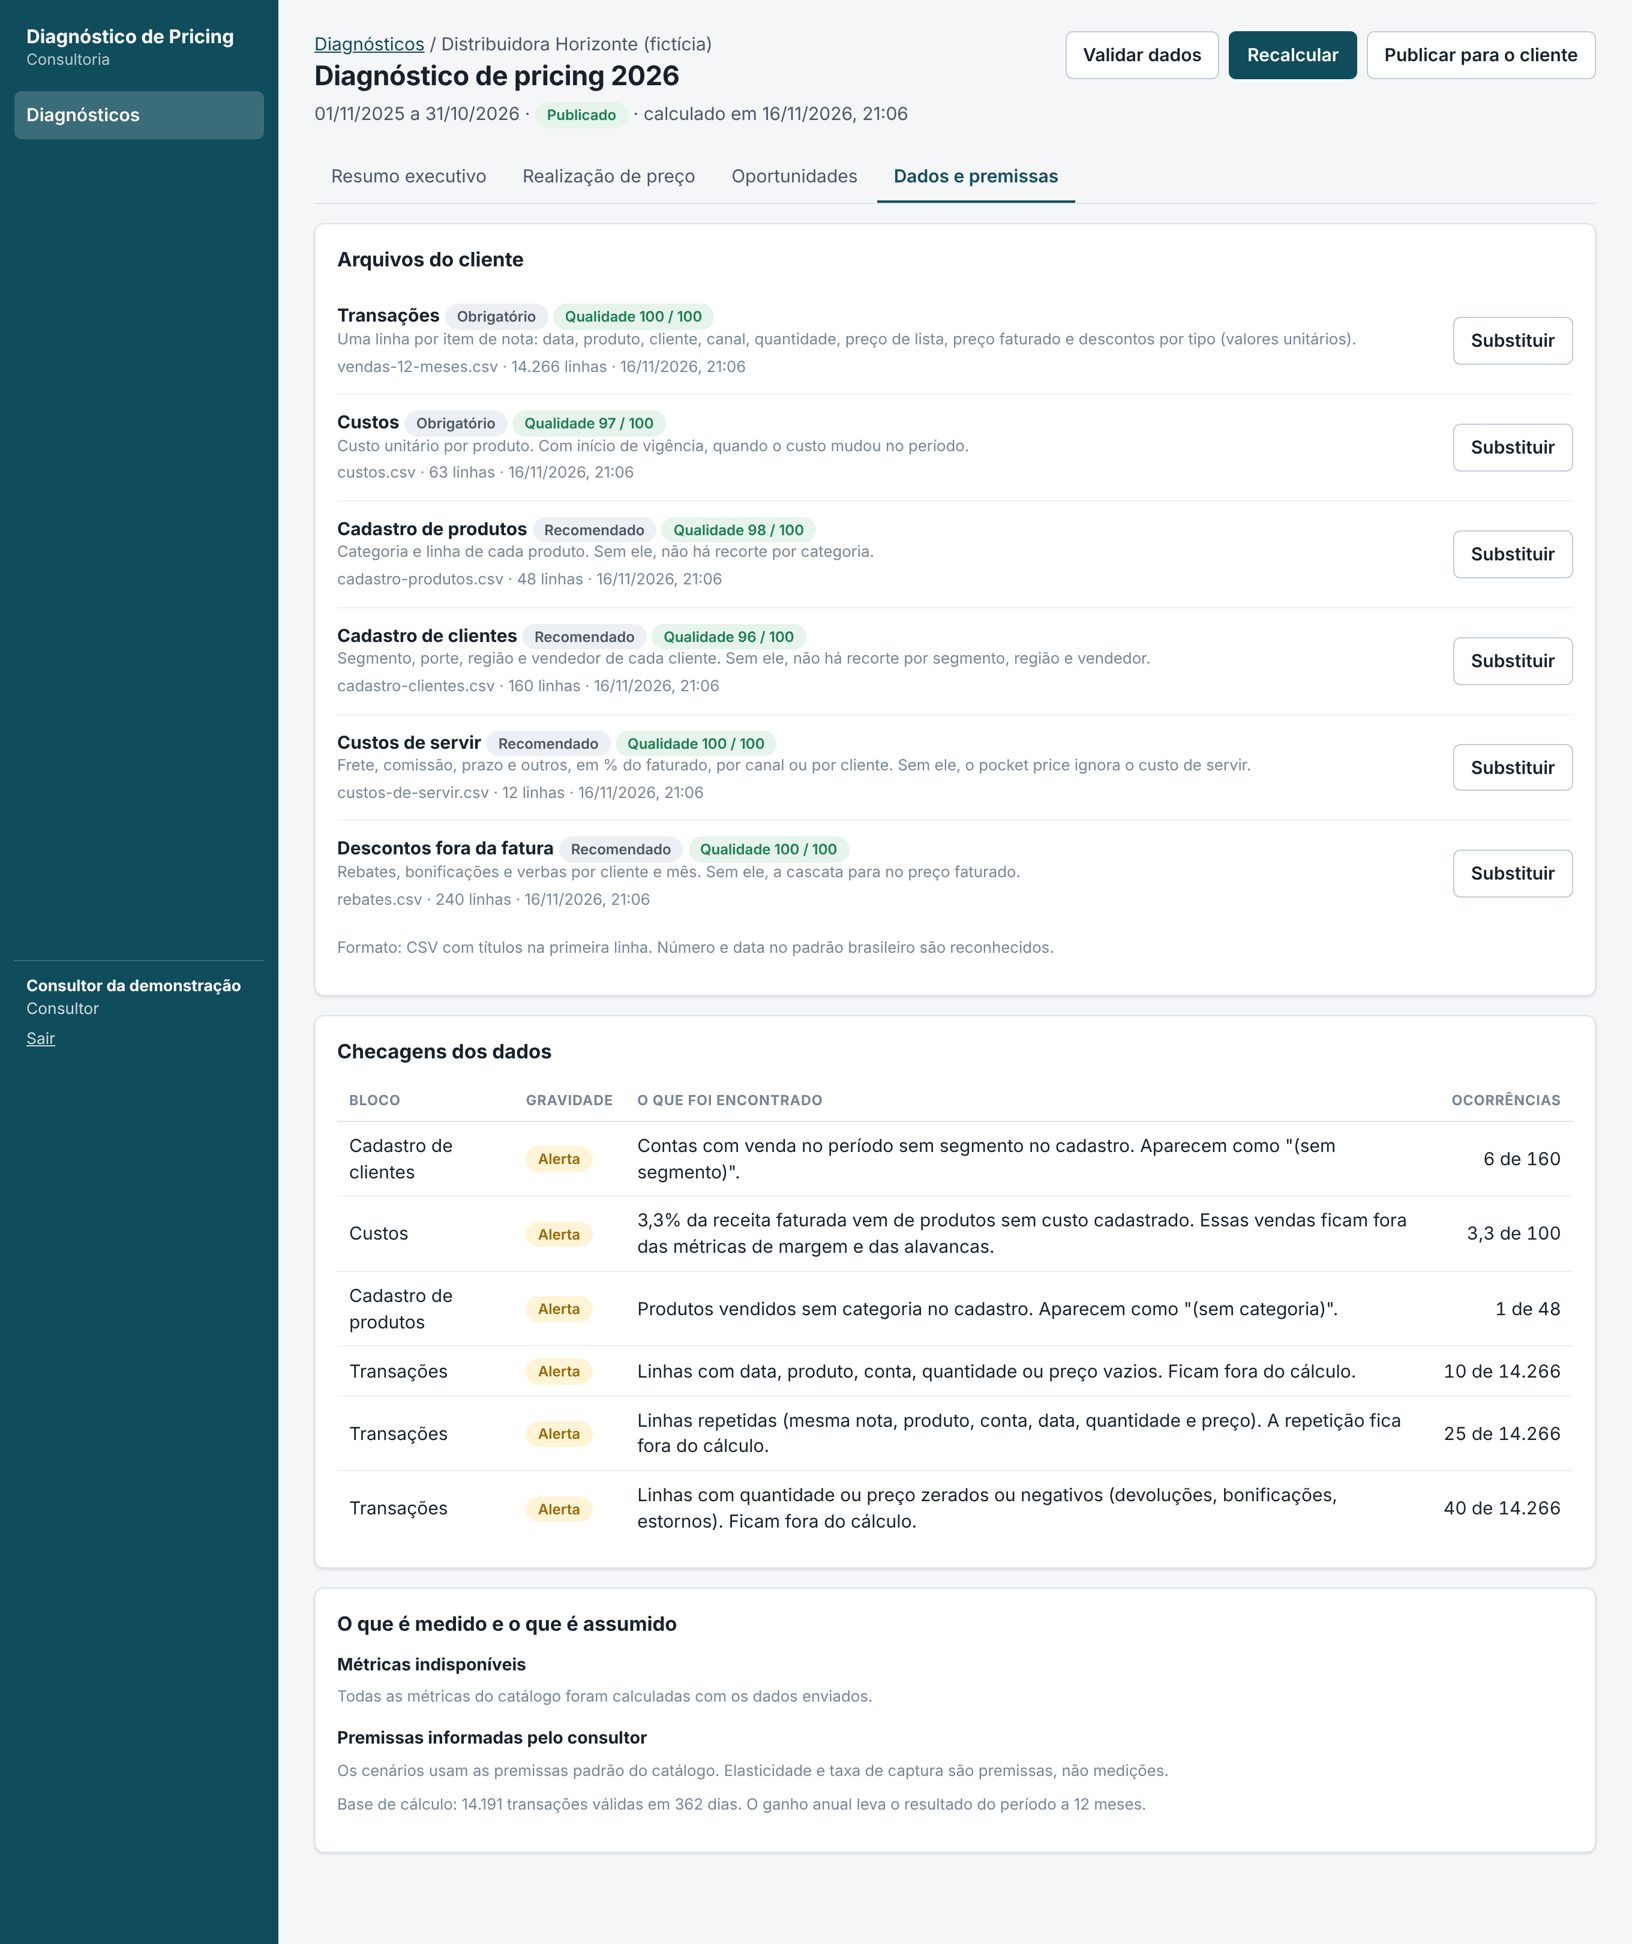 Diagnóstico de Pricing
Consultoria
Diagnósticos
Consultor da demonstração
Consultor
Sair
Diagnósticos / Distribuidora Horizonte (fictícia)
Diagnóstico de pricing 2026
01/11/2025 a 31/10/2026 · Publicado · calculado em 16/11/2026, 21:06
Validar dados
Recalcular
Publicar para o cliente
Resumo executivo
Realização de preço
Oportunidades
Dados e premissas
Arquivos do cliente
Transações Obrigatório Qualidade 100 / 100
Uma linha por item de nota: data, produto, cliente, canal, quantidade, preço de lista, preço faturado e descontos por tipo (valores unitários).
vendas-12-meses.csv · 14.266 linhas · 16/11/2026, 21:06
Substituir
Custos Obrigatório Qualidade 97 / 100
Custo unitário por produto. Com início de vigência, quando o custo mudou no período.
custos.csv · 63 linhas · 16/11/2026, 21:06
Substituir
Cadastro de produtos Recomendado Qualidade 98 / 100
Categoria e linha de cada produto. Sem ele, não há recorte por categoria.
cadastro-produtos.csv · 48 linhas · 16/11/2026, 21:06
Substituir
Cadastro de clientes Recomendado Qualidade 96 / 100
Segmento, porte, região e vendedor de cada cliente. Sem ele, não há recorte por segmento, região e vendedor.
cadastro-clientes.csv · 160 linhas · 16/11/2026, 21:06
Substituir
Custos de servir Recomendado Qualidade 100 / 100
Frete, comissão, prazo e outros, em % do faturado, por canal ou por cliente. Sem ele, o pocket price ignora o custo de servir.
custos-de-servir.csv · 12 linhas · 16/11/2026, 21:06
Substituir
Descontos fora da fatura Recomendado Qualidade 100 / 100
Rebates, bonificações e verbas por cliente e mês. Sem ele, a cascata para no preço faturado.
rebates.csv · 240 linhas · 16/11/2026, 21:06
Substituir
Formato: CSV com títulos na primeira linha. Número e data no padrão brasileiro são reconhecidos.
Checagens dos dados
BLOCO GRAVIDADE O QUE FOI ENCONTRADO OCORRÊNCIAS
Cadastro de
clientes
Alerta
Contas com venda no período sem segmento no cadastro. Aparecem como "(sem
segmento)".
6 de 160
Custos
Alerta
3,3% da receita faturada vem de produtos sem custo cadastrado. Essas vendas ficam fora
das métricas de margem e das alavancas.
3,3 de 100
Cadastro de
produtos
Alerta
Produtos vendidos sem categoria no cadastro. Aparecem como "(sem categoria)".
1 de 48
Transações
Alerta
Linhas com data, produto, conta, quantidade ou preço vazios. Ficam fora do cálculo.
10 de 14.266
Transações
Alerta
Linhas repetidas (mesma nota, produto, conta, data, quantidade e preço). A repetição fica
fora do cálculo.
25 de 14.266
Transações
Alerta
Linhas com quantidade ou preço zerados ou negativos (devoluções, bonificações,
estornos). Ficam fora do cálculo.
40 de 14.266
O que é medido e o que é assumido
Métricas indisponíveis
Todas as métricas do catálogo foram calculadas com os dados enviados.
Premissas informadas pelo consultor
Os cenários usam as premissas padrão do catálogo. Elasticidade e taxa de captura são premissas, não medições.
Base de cálculo: 14.191 transações válidas em 362 dias. O ganho anual leva o resultado do período a 12 meses.